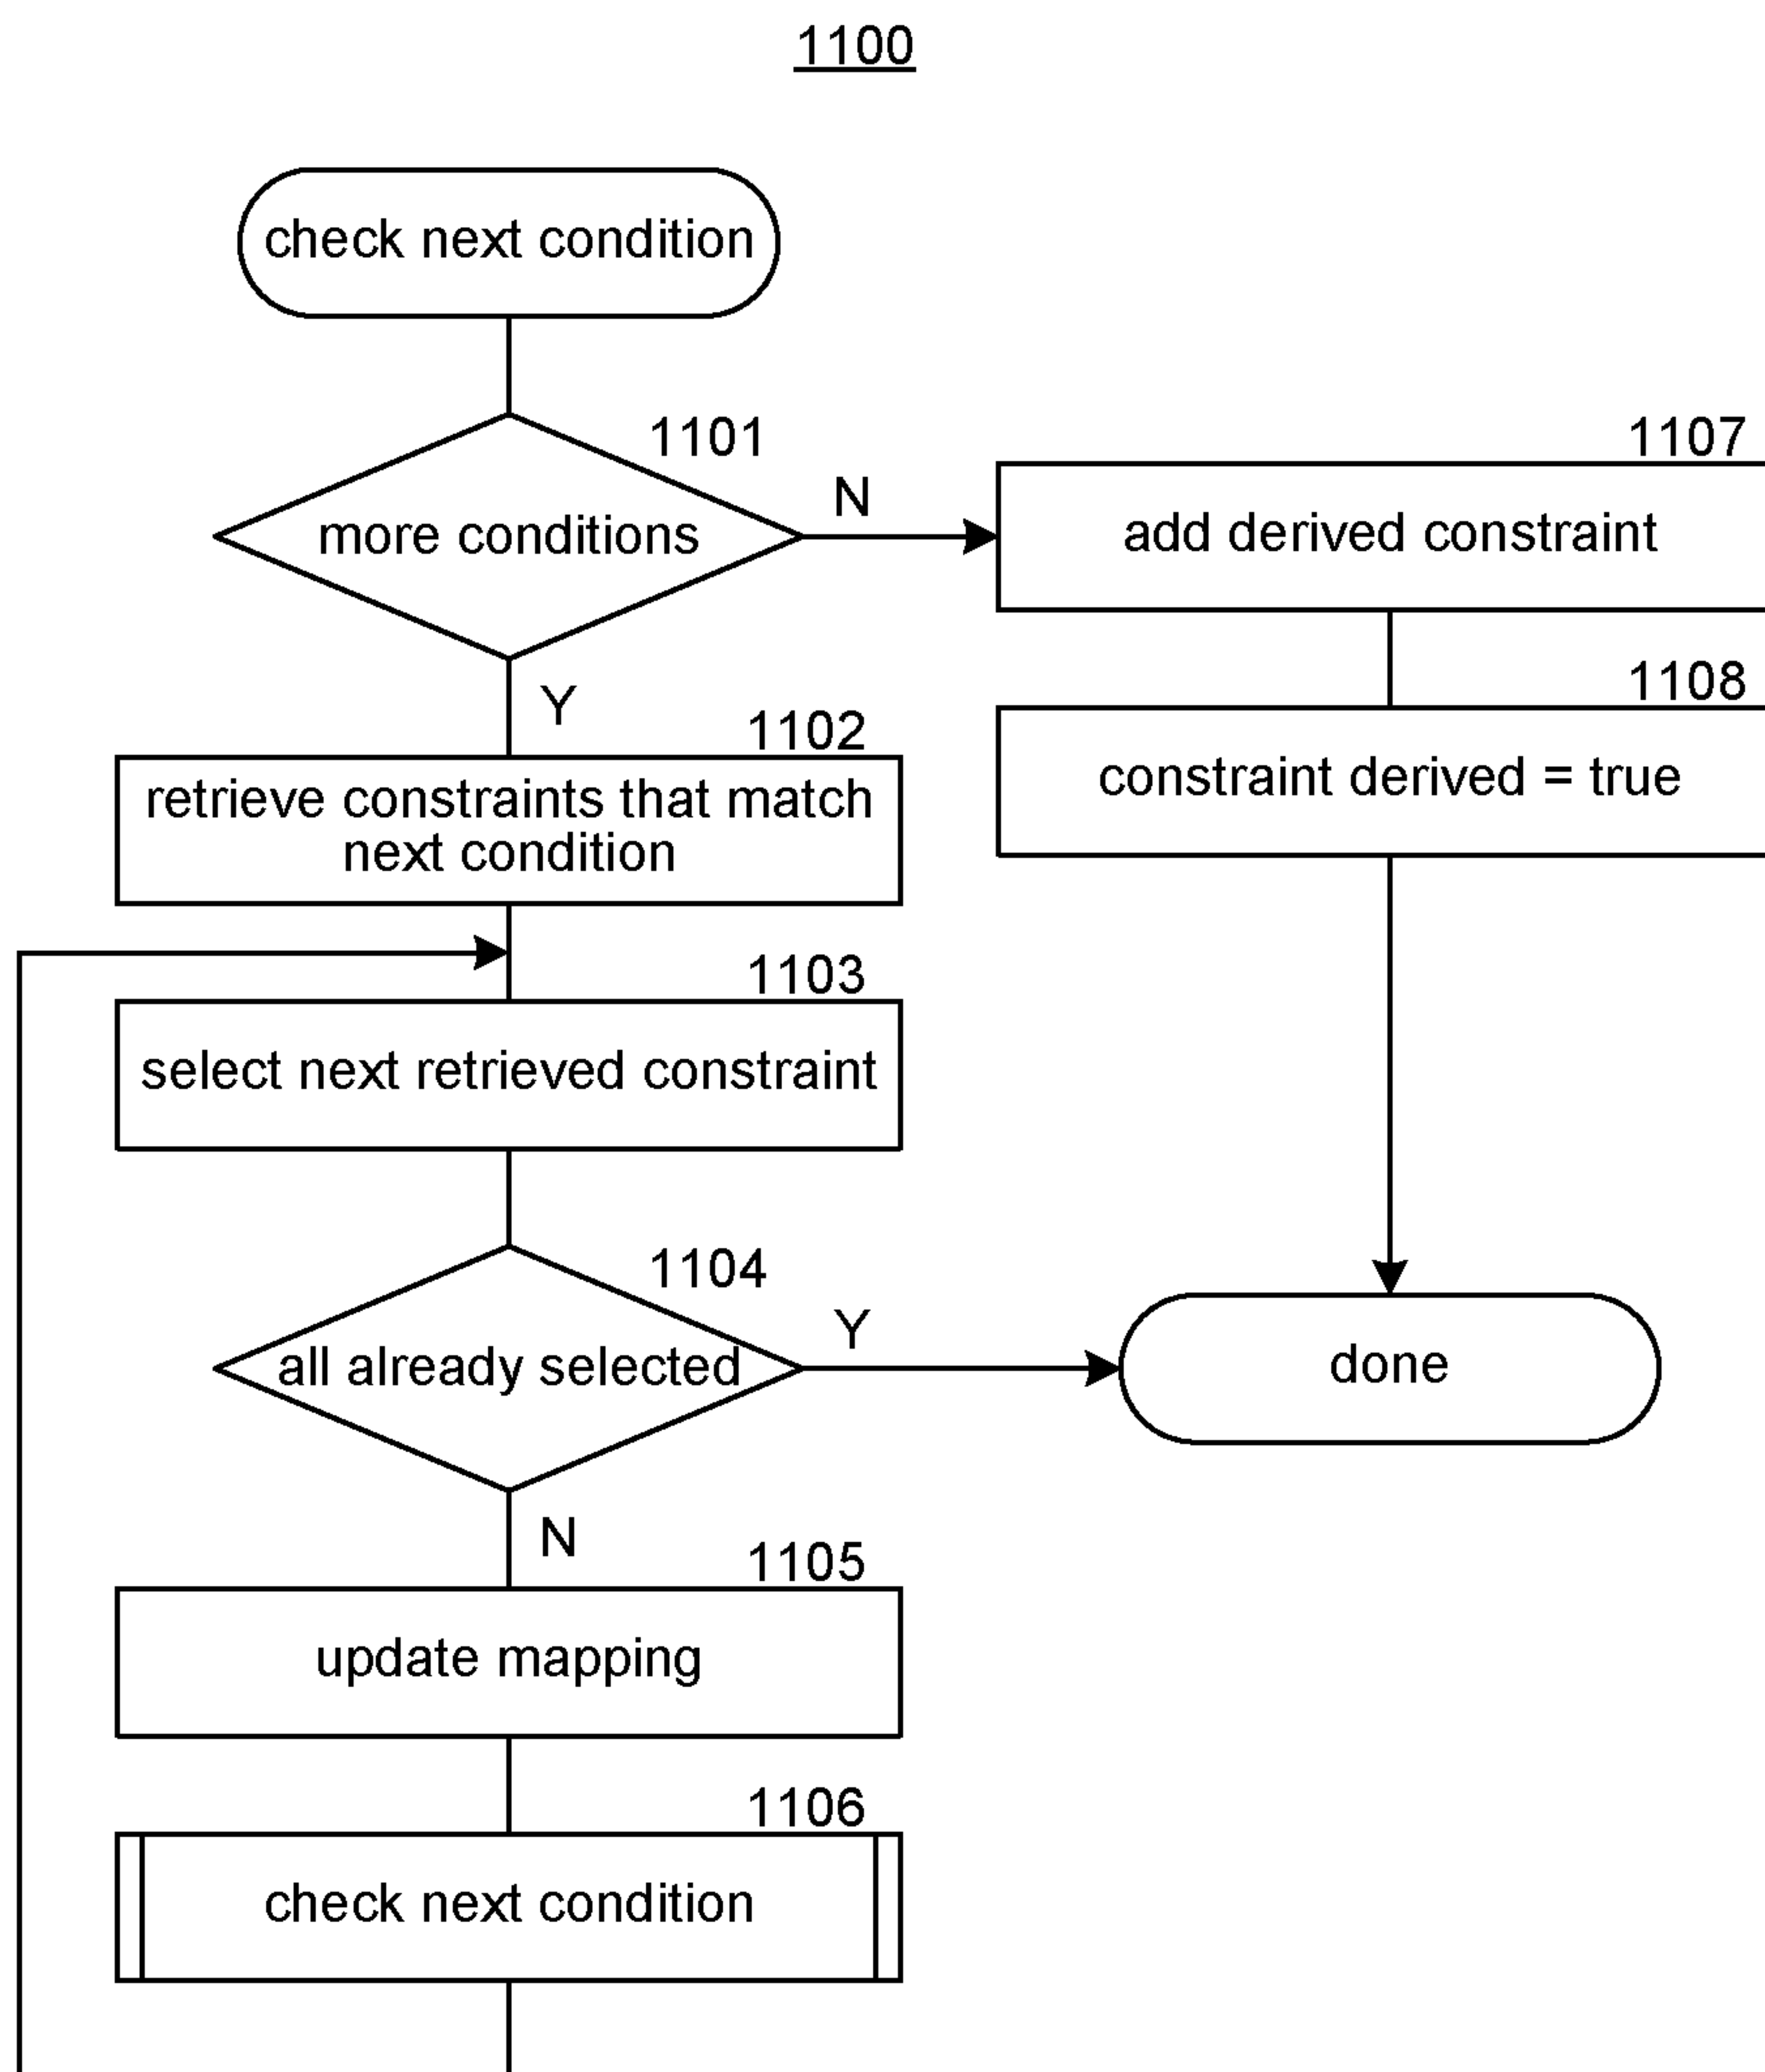 1100
check next condition
1101
more conditions
N
1107
add derived constraint
Y
1108
constraint derived = true
1102
retrieve constraints that match
next condition
1103
select next retrieved constraint
1104
all already selected
Y
done
N
1105
update mapping
1106
check next condition